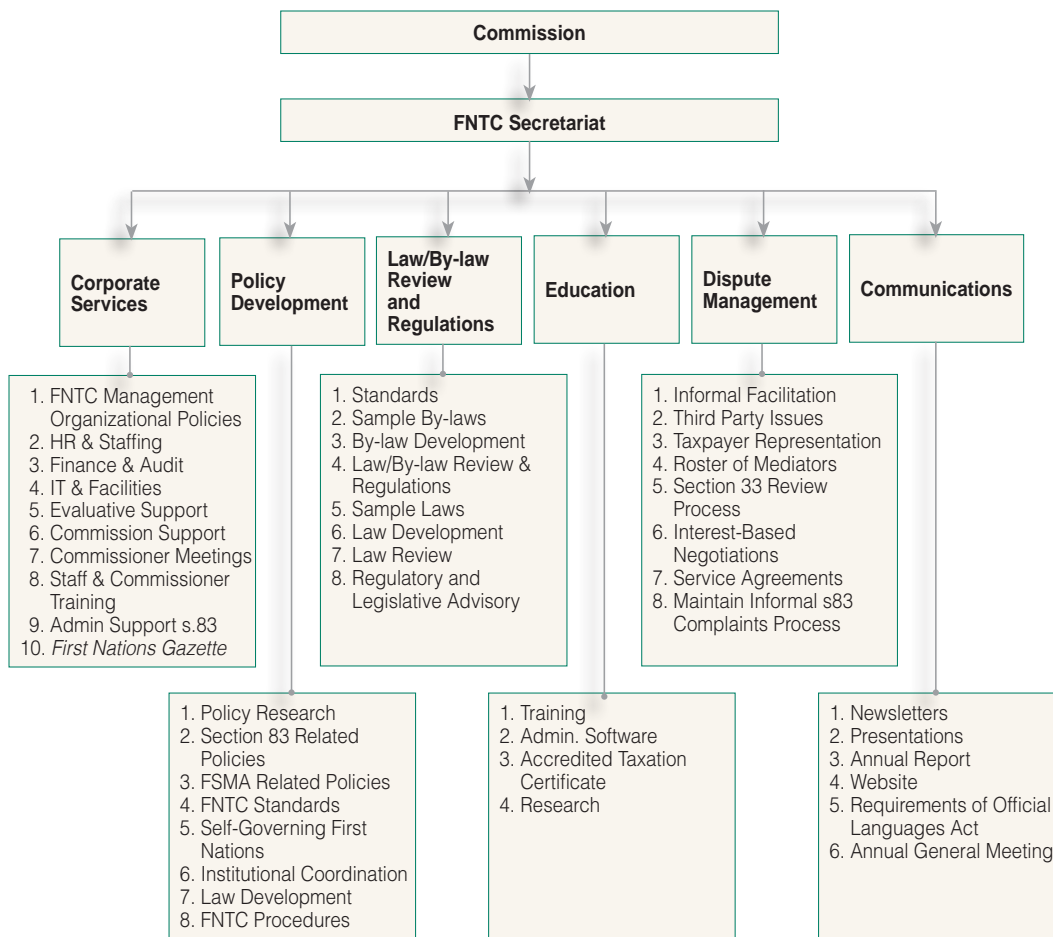 Commission
FNTC Secretariat
Corporate
Services
Policy
Development
Law/By-law
Review
and
Regulations
Education
Dispute
Management
Communications
1. FNTC Management
Organizational Policies
2. HR & Staffing
3. Finance & Audit
4. IT & Facilities
5. Evaluative Support
6. Commission Support
7. Commissioner Meetings
8. Staff & Commissioner
Training
9. Admin Support s.83
10. First Nations Gazette
1. Standards
2. Sample By-laws
3. By-law Development
4. Law/By-law Review &
Regulations
5. Sample Laws
6. Law Development
7. Law Review
8. Regulatory and
Legislative Advisory
1. Informal Facilitation
2. Third Party Issues
3. Taxpayer Representation
4. Roster of Mediators
5. Section 33 Review
Process
6. Interest-Based
Negotiations
7. Service Agreements
8. Maintain Informal s83
Complaints Process
1. Policy Research
2. Section 83 Related
Policies
3. FSMA Related Policies
4. FNTC Standards
5. Self-Governing First
Nations
6. Institutional Coordination
7. Law Development
8. FNTC Procedures
1. Training
2. Admin. Software
3. Accredited Taxation
Certificate
4. Research
1. Newsletters
2. Presentations
3. Annual Report
4. Website
5. Requirements of Official
Languages Act
6. Annual General Meeting